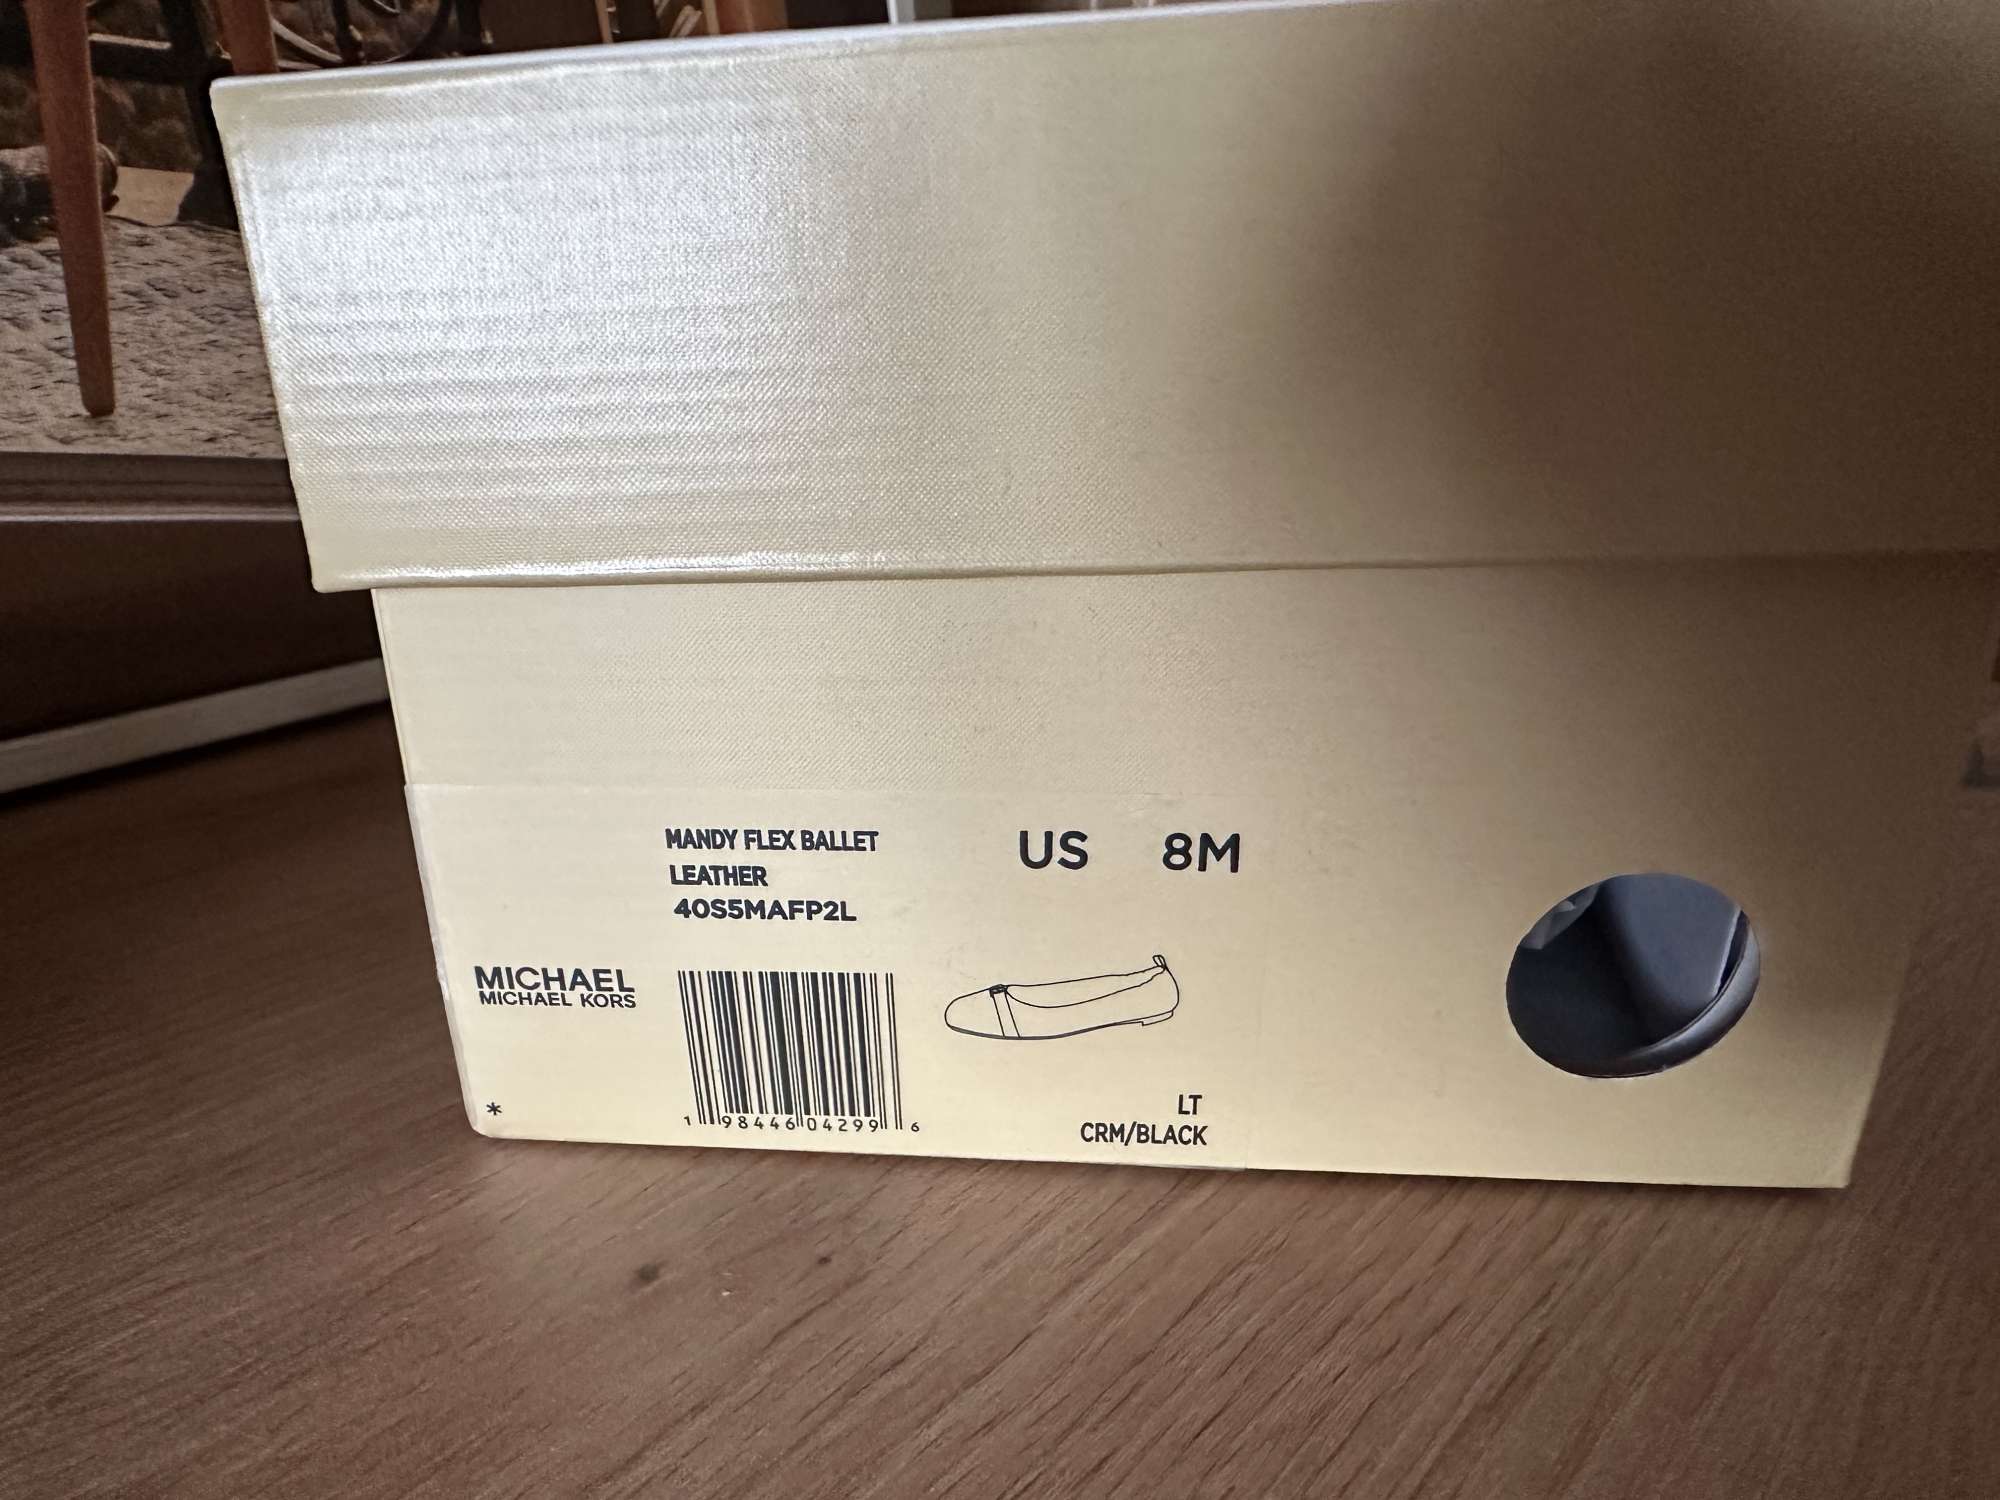 MANDY FLEX BALLET
LEATHER
40S5MAFP2L
US 8M
MICHAEL
MICHAEL KORS
*
1 98446 04299 6
LT
CRM/BLACK